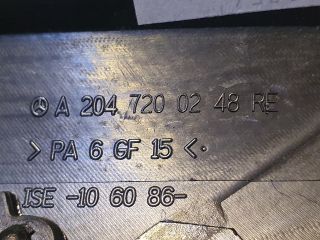 A 204 720 02 48 RE
> PA 6 GF 15 <·
ISE -10 60 86-